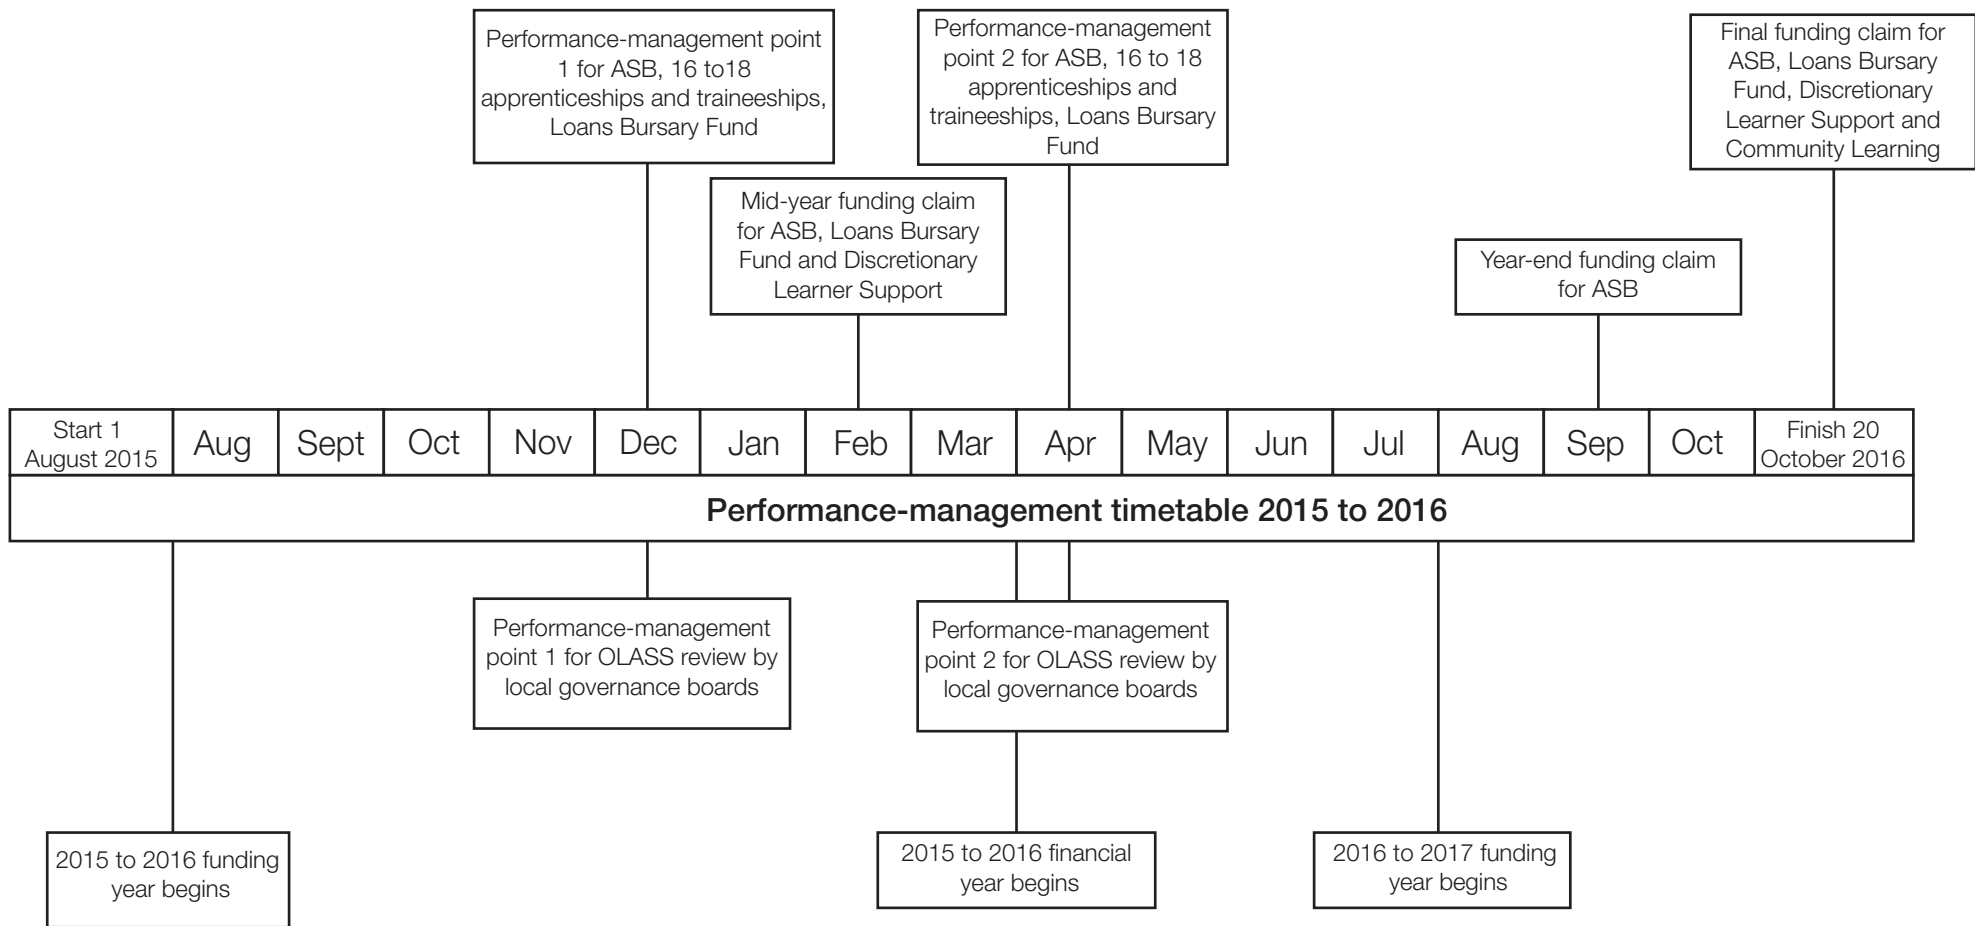 Performance-management point
1 for ASB, 16 to18
apprenticeships and traineeships,
Loans Bursary Fund
Performance-management
point 2 for ASB, 16 to 18
apprenticeships and
traineeships, Loans Bursary
Fund
Final funding claim for
ASB, Loans Bursary
Fund, Discretionary
Learner Support and
Community Learning
Mid-year funding claim
for ASB, Loans Bursary
Fund and Discretionary
Learner Support
Year-end funding claim
for ASB
Start 1
August 2015
Aug
Sept
Oct
Nov
Dec
Jan
Feb
Mar
Apr
May
Jun
Jul
Aug
Sep
Oct
Finish 20
October 2016
Performance-management timetable 2015 to 2016
Performance-management
point 1 for OLASS review by
local governance boards
Performance-management
point 2 for OLASS review by
local governance boards
2015 to 2016 funding
year begins
2015 to 2016 financial
year begins
2016 to 2017 funding
year begins